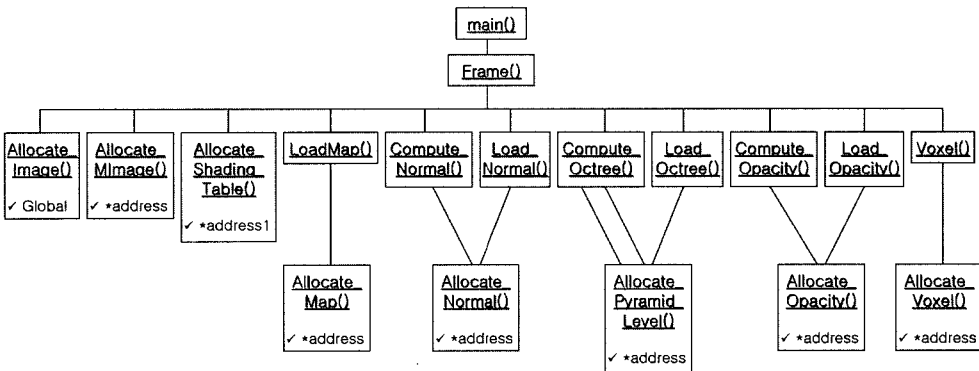 main()
Frame()
Allocate_
Image()
✓ Global
Allocate_
MImage()
✓ *address
Allocate_
Shading_
Table()
✓ *address1
LoadMap()
Compute_
Normal()
Load_
Normal()
Compute_
Octree()
Load_
Octree()
Compute_
Opacity()
Load_
Opacity()
Voxel()
Allocate_
Map()
✓ *address
Allocate_
Normal()
✓ *address
Allocate_
Pyramid_
Level()
✓ *address
Allocate_
Opacity()
✓ *address
Allocate_
Voxel()
✓ *address